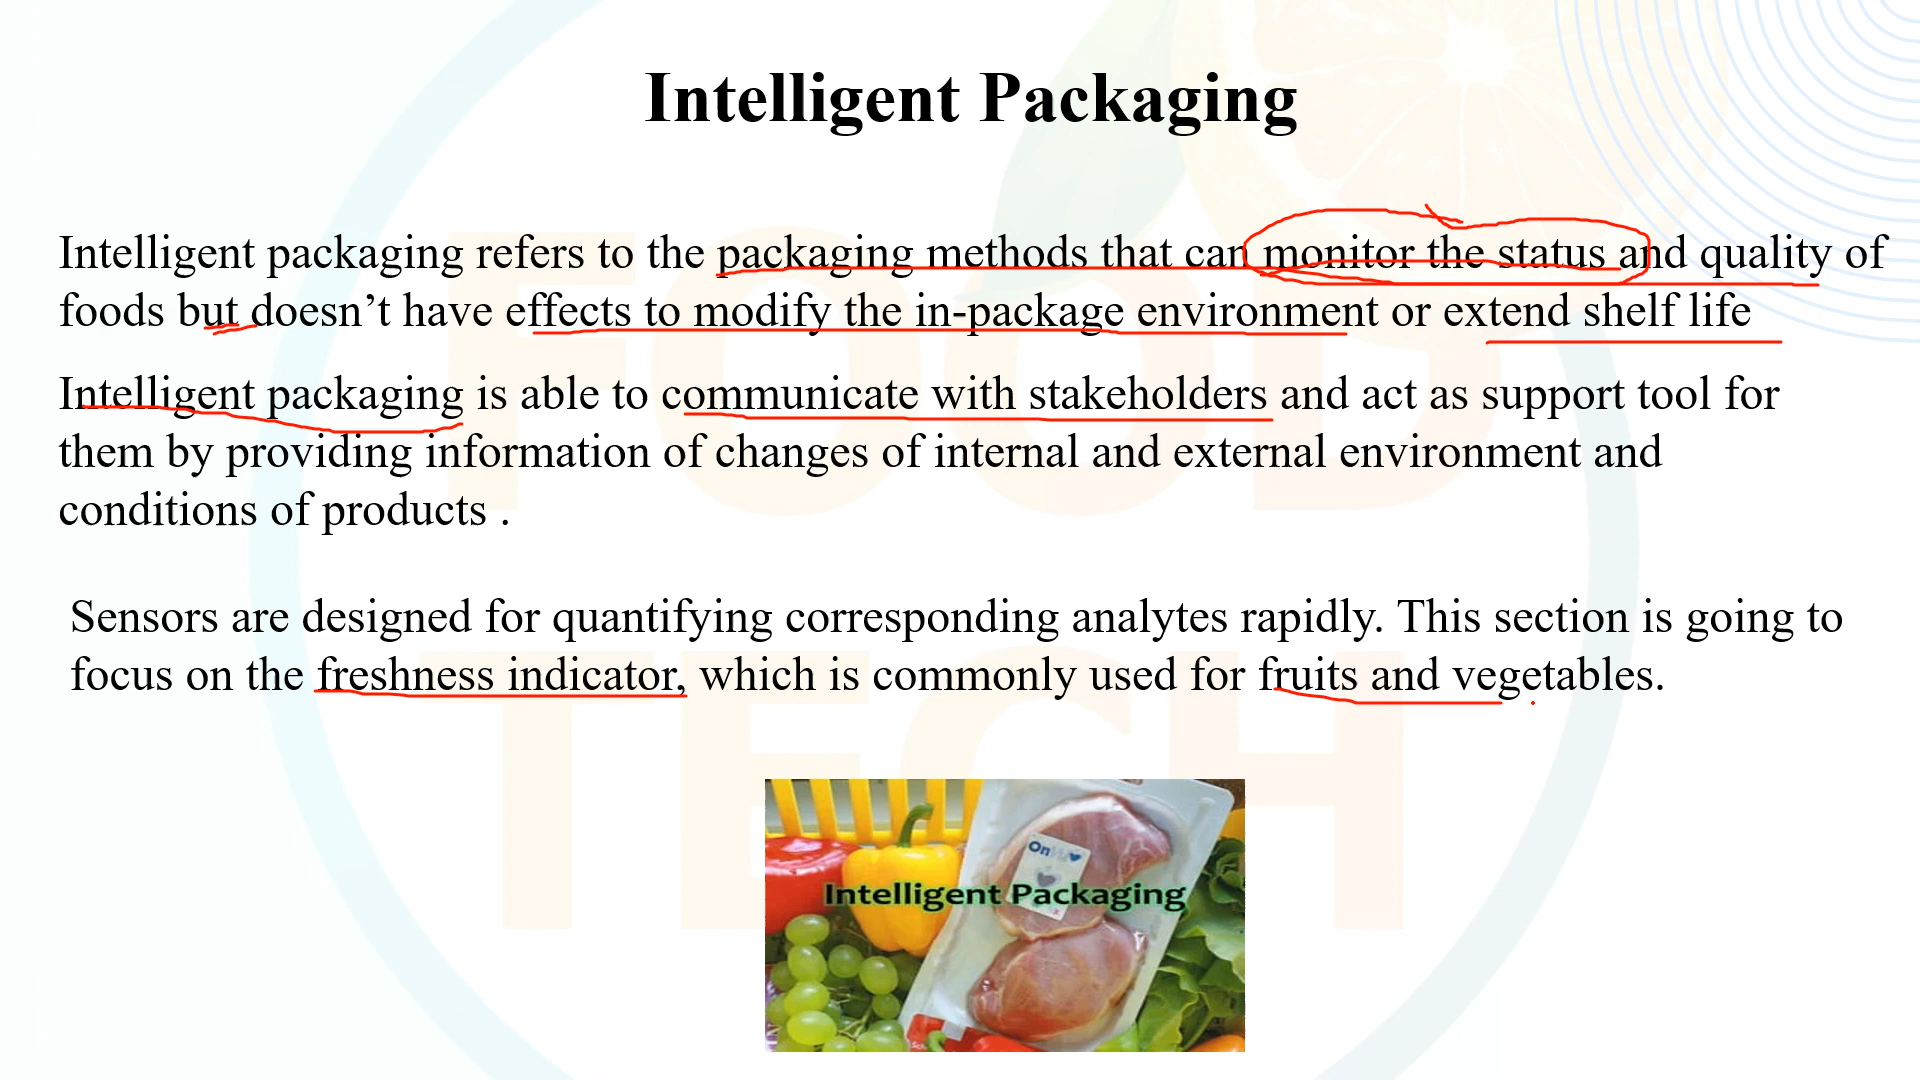 Intelligent Packaging
Intelligent packaging refers to the packaging methods that can monitor the status and quality of
foods but doesn’t have effects to modify the in-package environment or extend shelf life
Intelligent packaging is able to communicate with stakeholders and act as support tool for
them by providing information of changes of internal and external environment and
conditions of products .
Sensors are designed for quantifying corresponding analytes rapidly. This section is going to
focus on the freshness indicator, which is commonly used for fruits and vegetables.
FOOD
TECH
Intelligent Packaging